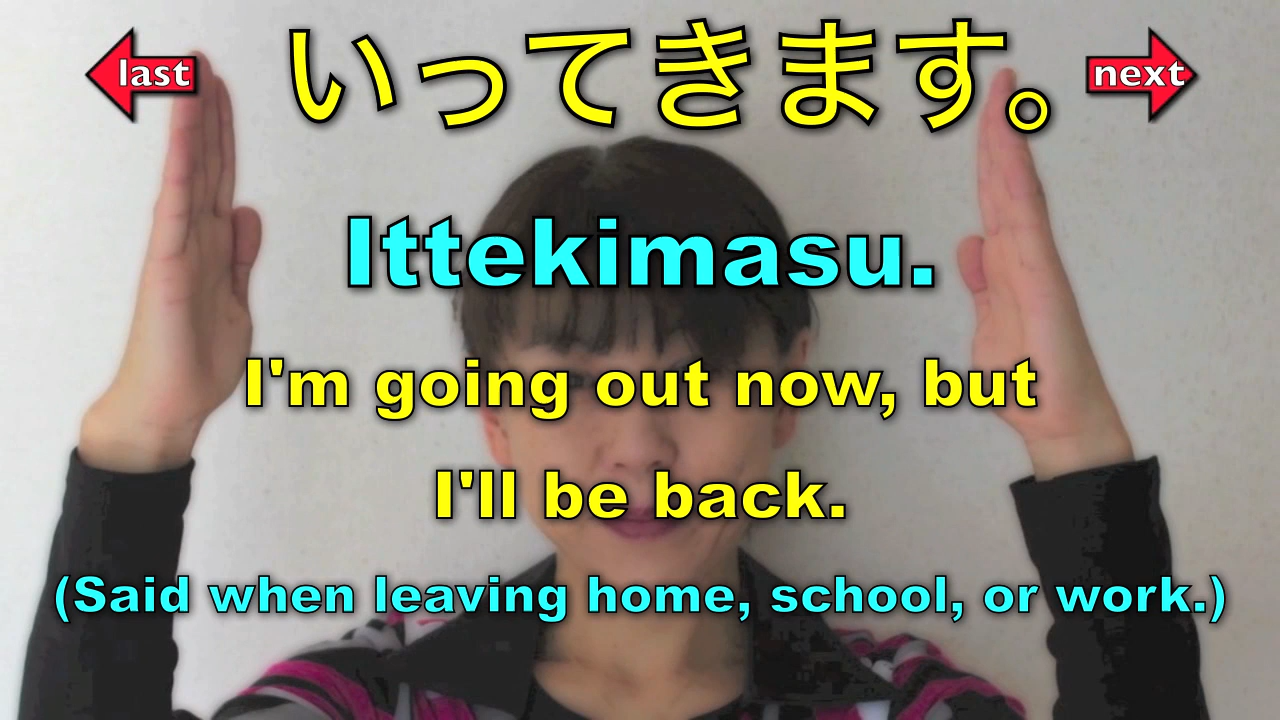 last
いってきます。
next
Ittekimasu.
I'm going out now, but
I'll be back.
(Said when leaving home, school, or work.)